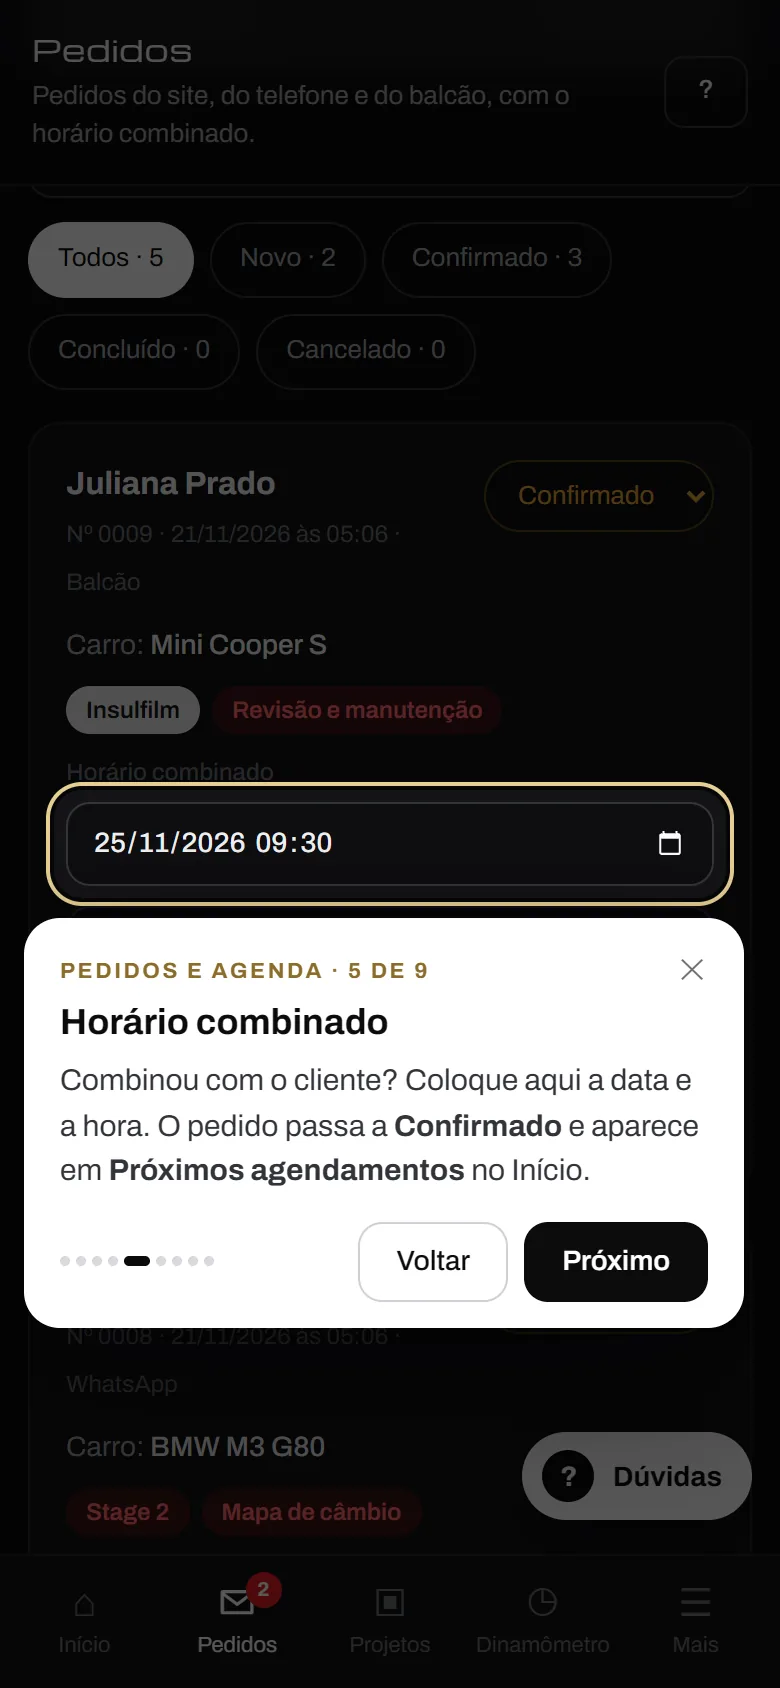 Pedidos
Pedidos do site, do telefone e do balcão, com o
horário combinado.
?
Todos · 5
Novo · 2
Confirmado · 3
Concluído · 0
Cancelado · 0
Juliana Prado
Confirmado
Nº 0009 · 21/11/2026 às 05:06 ·
Balcão
Carro: Mini Cooper S
Insulfilm
Revisão e manutenção
Horário combinado
25/11/2026 09:30
PEDIDOS E AGENDA · 5 DE 9
Horário combinado
Combinou com o cliente? Coloque aqui a data e
a hora. O pedido passa a Confirmado e aparece
em Próximos agendamentos no Início.
Voltar
Próximo
Nº 0008 · 21/11/2026 às 05:06 ·
WhatsApp
Carro: BMW M3 G80
Stage 2
Mapa de câmbio
? Dúvidas
2
Início
Pedidos
Projetos
Dinamômetro
Mais